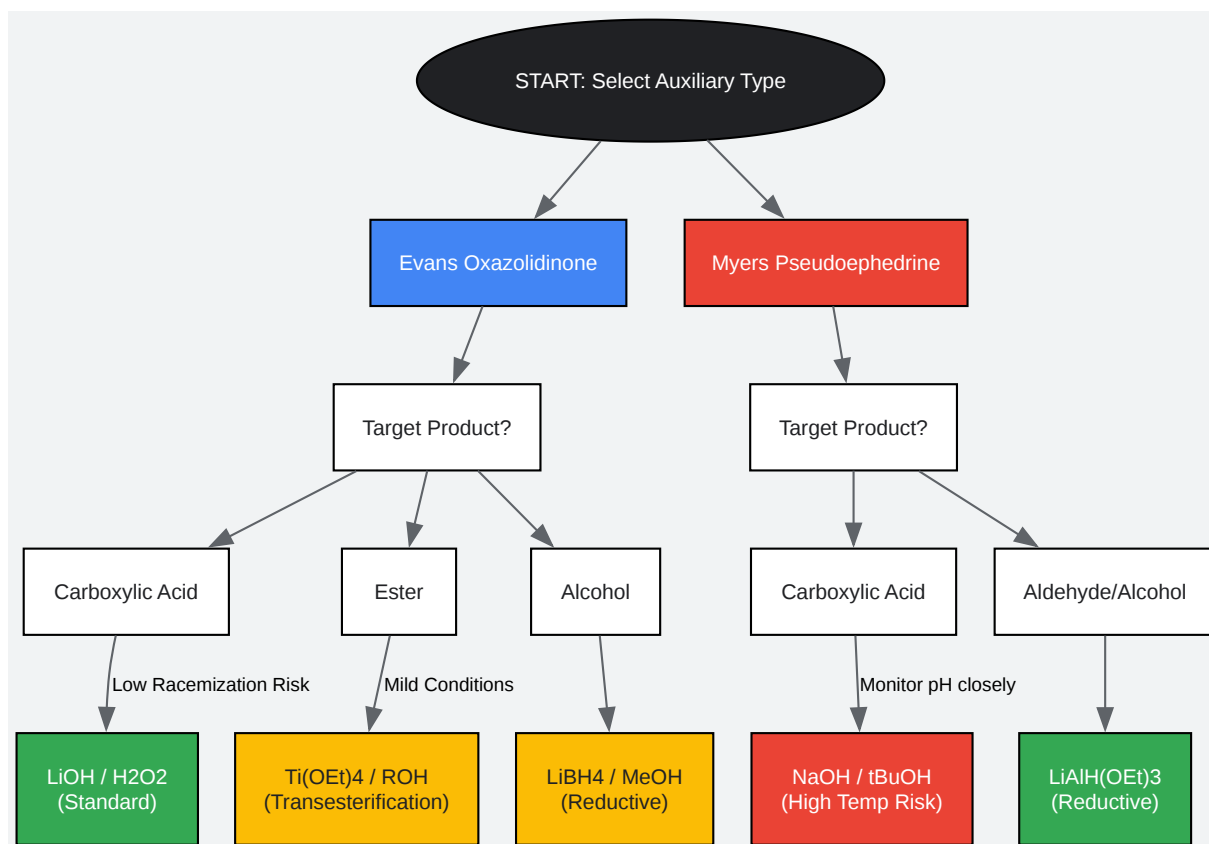 START: Select Auxiliary Type
Evans Oxazolidinone
Myers Pseudoephedrine
Target Product?
Target Product?
Carboxylic Acid
Ester
Alcohol
Carboxylic Acid
Aldehyde/Alcohol
Low Racemization Risk
Mild Conditions
Monitor pH closely
LiOH / H2O2
(Standard)
Ti(OEt)4 / ROH
(Transesterification)
LiBH4 / MeOH
(Reductive)
NaOH / tBuOH
(High Temp Risk)
LiAlH(OEt)3
(Reductive)